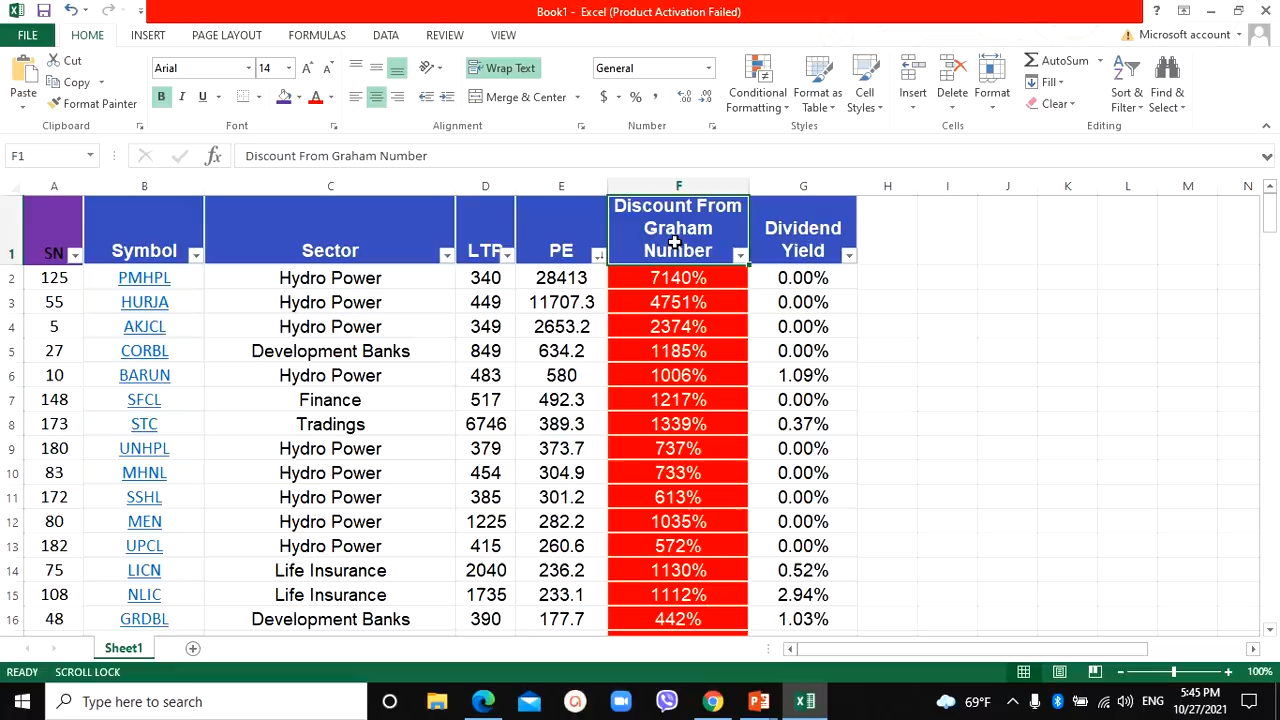 Book1 - Excel (Product Activation Failed)
?
FILE HOME INSERT PAGE LAYOUT FORMULAS DATA REVIEW VIEW Microsoft account
Paste Cut Copy Format Painter
Arial 14
B I U
Wrap Text
Merge & Center
General
$ % ,
Conditional Formatting
Format as Table
Cell Styles
Insert Delete Format
AutoSum
Fill
Clear
Sort & Filter
Find & Select
Clipboard Font Alignment Number Styles Cells Editing
F1 fx Discount From Graham Number
A B C D E F G H I J K L M N
1 SN Symbol Sector LTP PE Discount From Graham Number Dividend Yield
2 125 PMHPL Hydro Power 340 28413 7140% 0.00%
3 55 HURJA Hydro Power 449 11707.3 4751% 0.00%
4 5 AKJCL Hydro Power 349 2653.2 2374% 0.00%
5 27 CORBL Development Banks 849 634.2 1185% 0.00%
6 10 BARUN Hydro Power 483 580 1006% 1.09%
7 148 SFCL Finance 517 492.3 1217% 0.00%
8 173 STC Tradings 6746 389.3 1339% 0.37%
9 180 UNHPL Hydro Power 379 373.7 737% 0.00%
10 83 MHNL Hydro Power 454 304.9 733% 0.00%
11 172 SSHL Hydro Power 385 301.2 613% 0.00%
12 80 MEN Hydro Power 1225 282.2 1035% 0.00%
13 182 UPCL Hydro Power 415 260.6 572% 0.00%
14 75 LICN Life Insurance 2040 236.2 1130% 0.52%
15 108 NLIC Life Insurance 1735 233.1 1112% 2.94%
16 48 GRDBL Development Banks 390 177.7 442% 1.03%
Sheet1
READY SCROLL LOCK 100%
Type here to search
69°F ENG
5:45 PM
10/27/2021